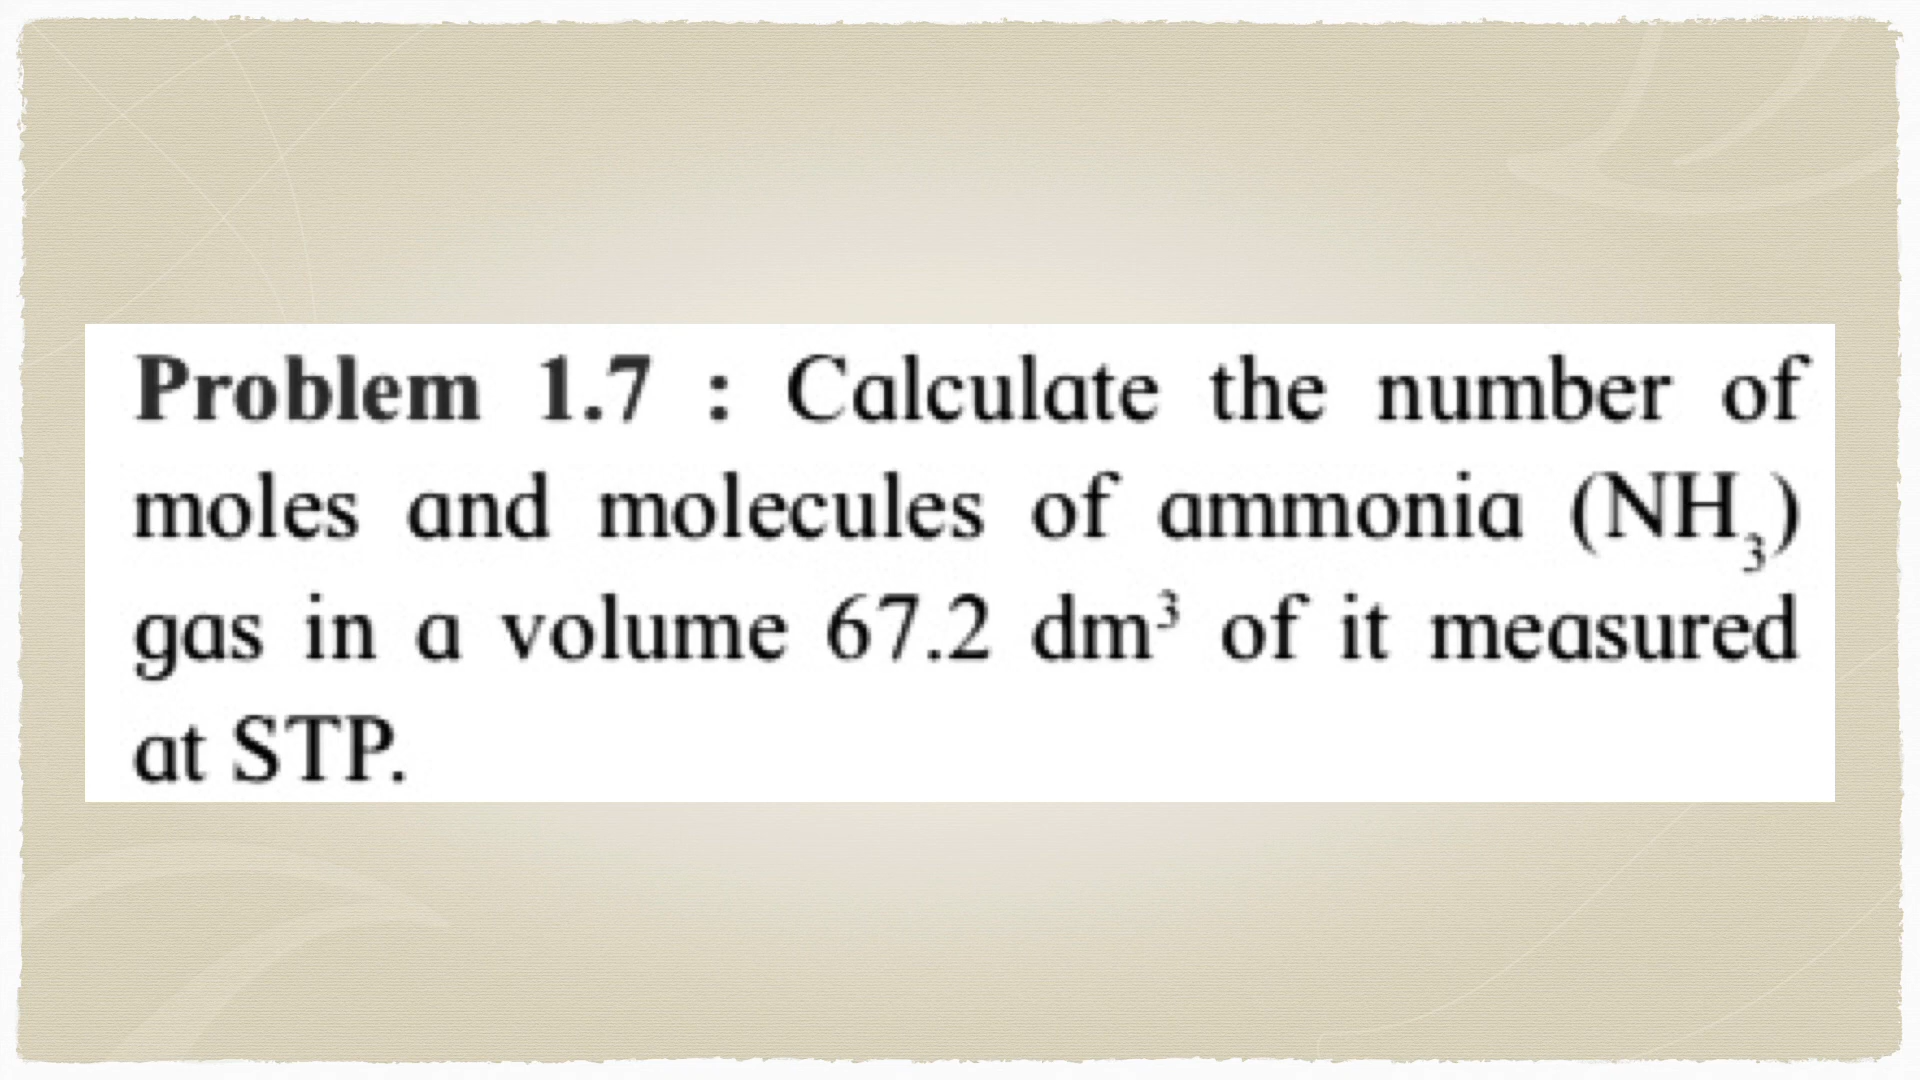 Problem 1.7 : Calculate the number of
moles and molecules of ammonia (NH₃)
gas in a volume 67.2 dm³ of it measured
at STP.